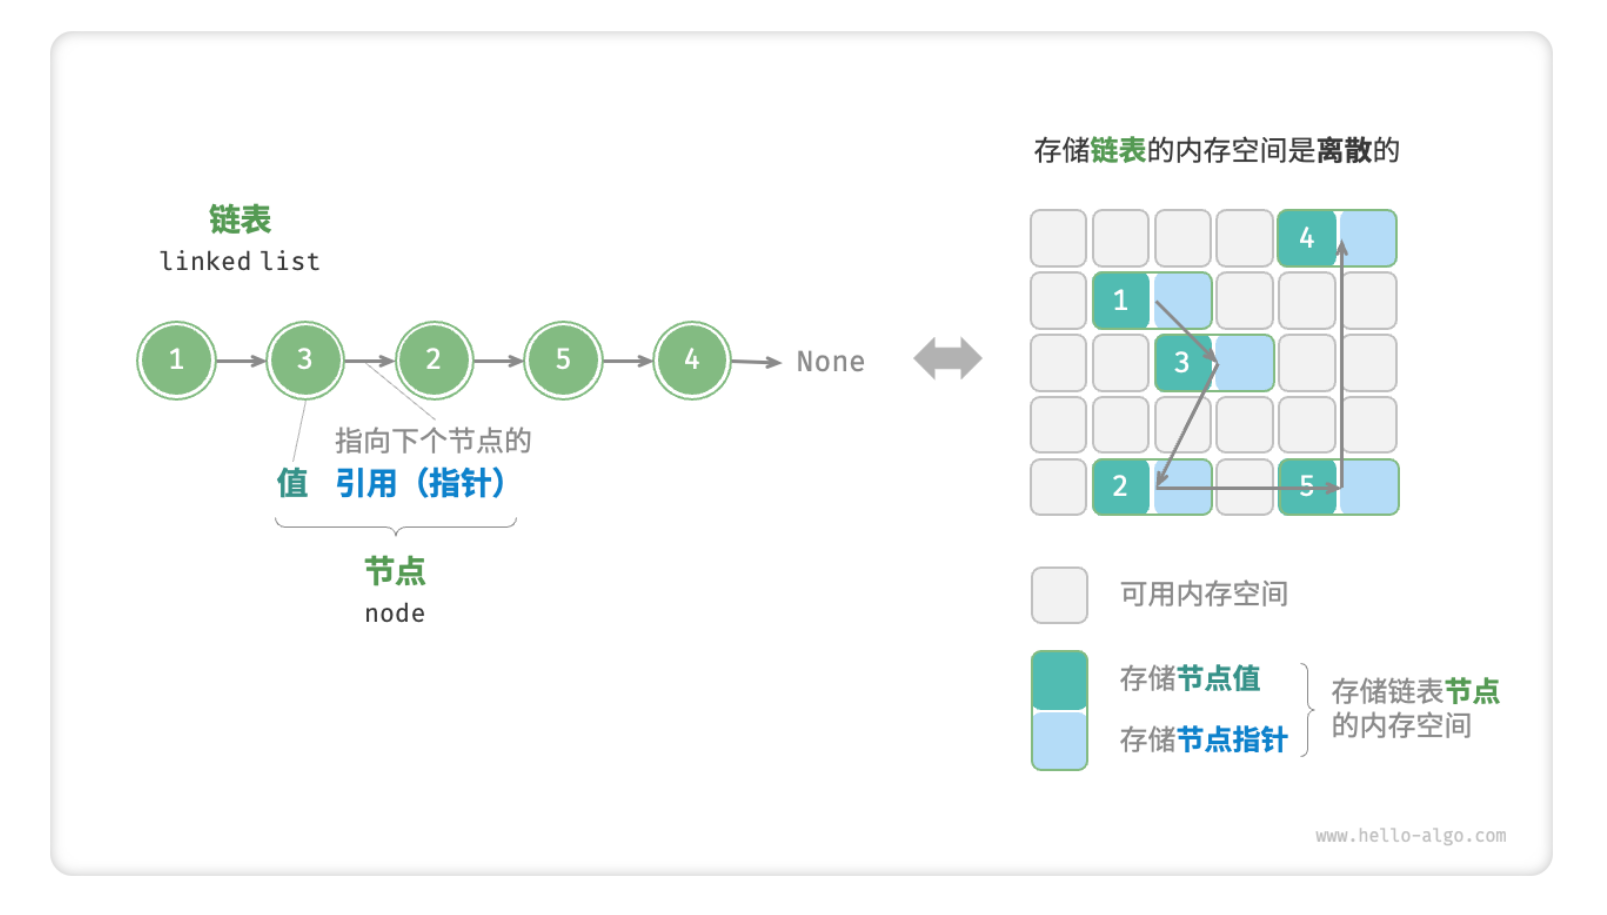 链表
linked list
1
3
2
5
4
None
指向下个节点的
值
引用（指针）
节点
node
存储链表的内存空间是离散的
4
1
3
2
5
可用内存空间
存储节点值
存储节点指针
存储链表节点
的内存空间
www.hello-algo.com